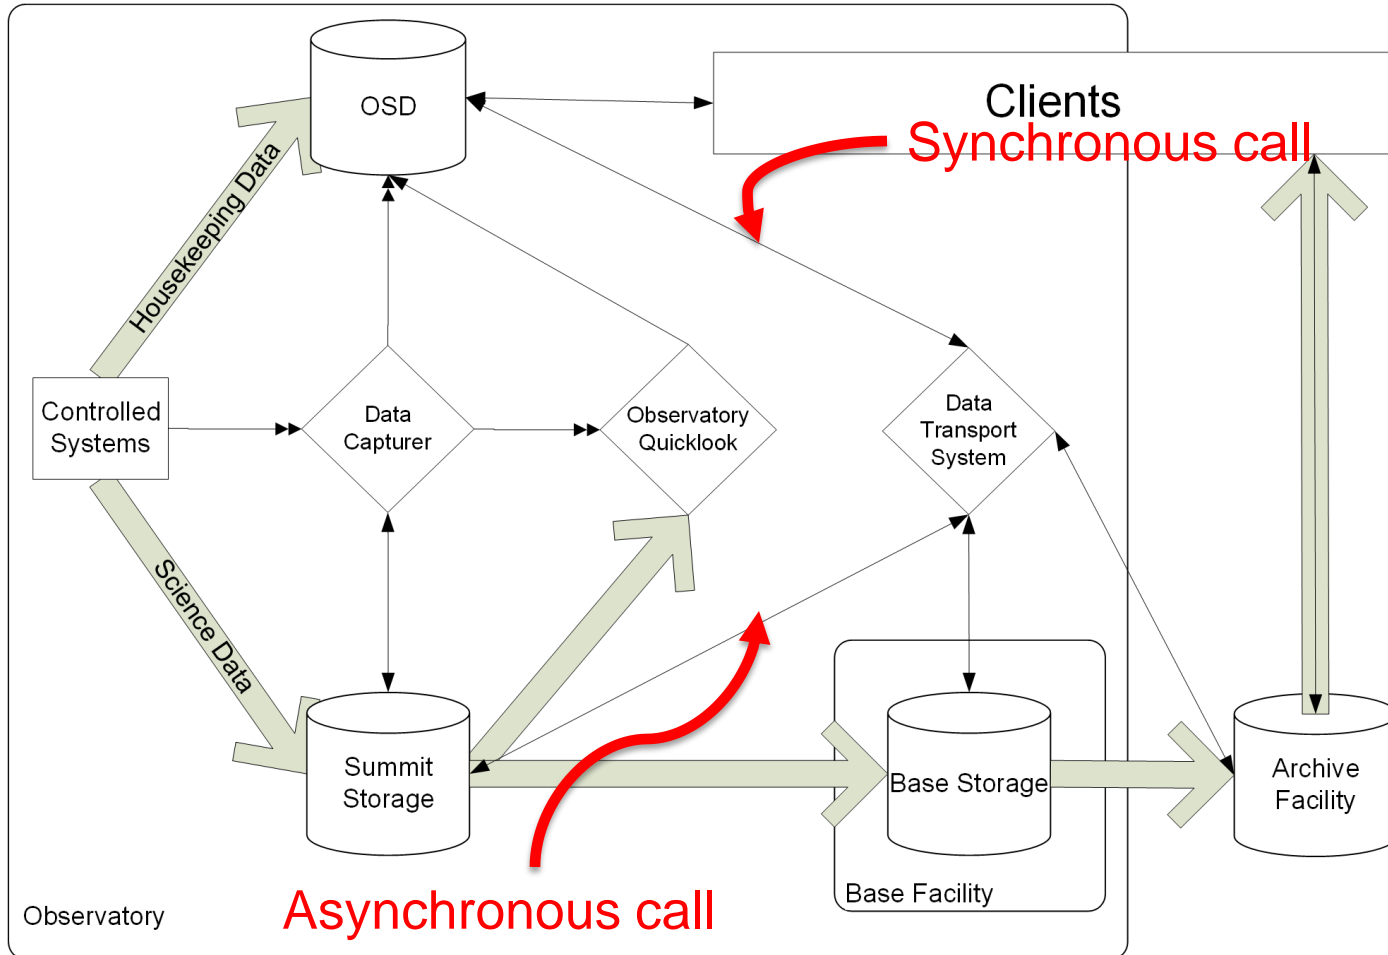 OSD
Clients
Synchronous call
Housekeeping Data
Controlled
Systems
Data
Capturer
Observatory
Quicklook
Data
Transport
System
Science Data
Summit
Storage
Base Storage
Archive
Facility
Base Facility
Observatory
Asynchronous call